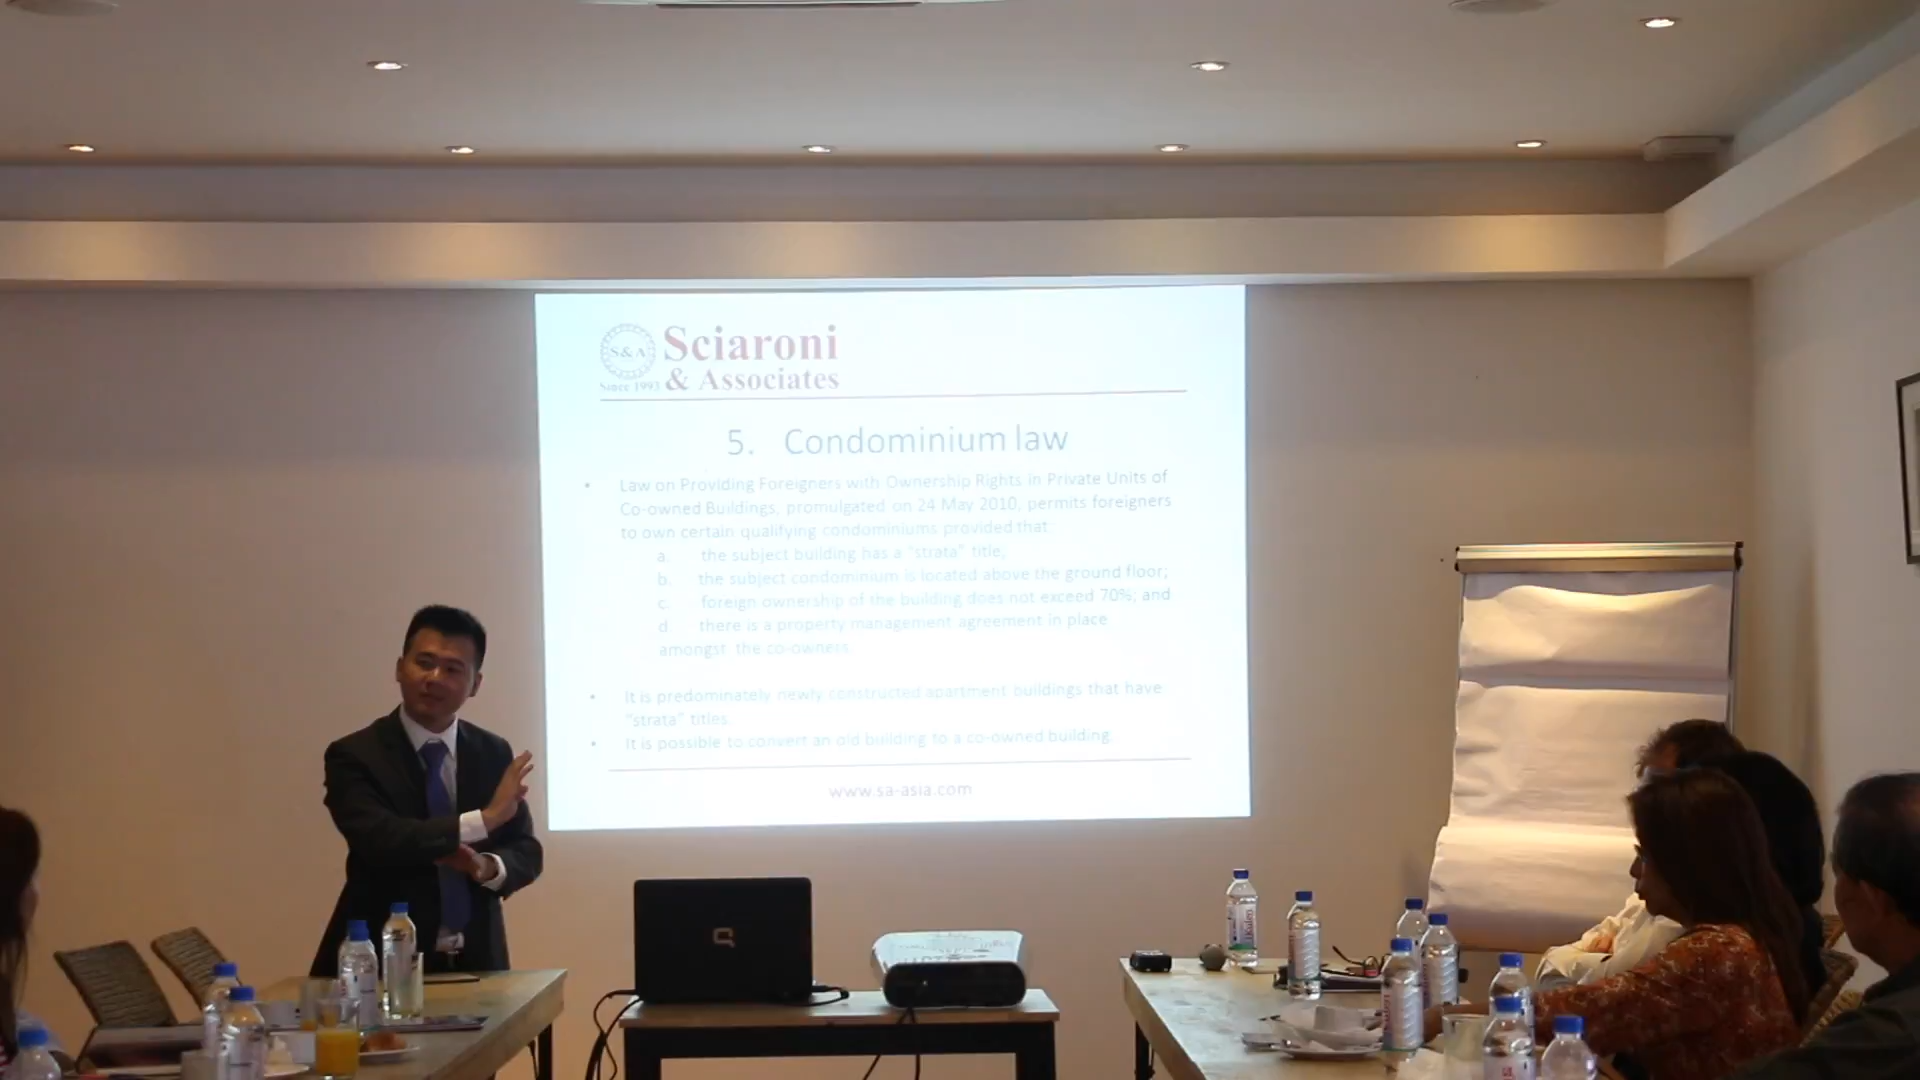 S&A
Since 1993
Sciaroni
& Associates
5. Condominium law
• Law on Providing Foreigners with Ownership Rights in Private Units of
Co-owned Buildings, promulgated on 24 May 2010, permits foreigners
to own certain qualifying condominiums provided that:
a. the subject building has a “strata” title;
b. the subject condominium is located above the ground floor;
c. foreign ownership of the building does not exceed 70%; and
d. there is a property management agreement in place
amongst the co-owners.
• It is predominately newly constructed apartment buildings that have
“strata” titles.
• It is possible to convert an old building to a co-owned building.
www.sa-asia.com